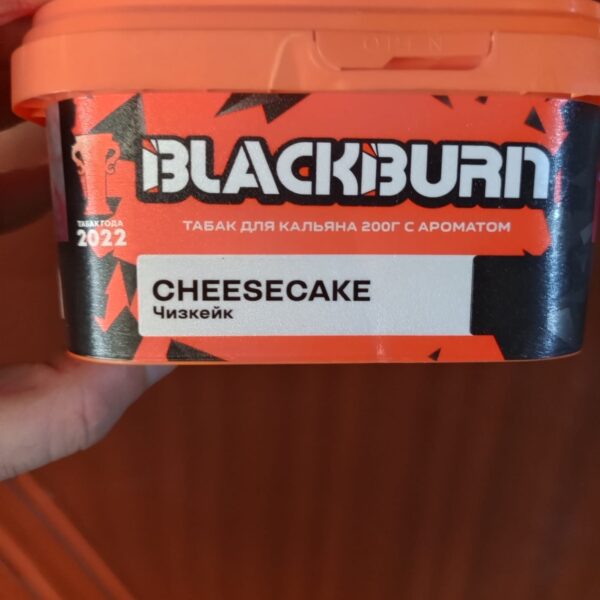 OPEN
BLACKBURN
ТАБАК ГОДА
2022
ТАБАК ДЛЯ КАЛЬЯНА 200Г С АРОМАТОМ
CHEESECAKE
Чизкейк